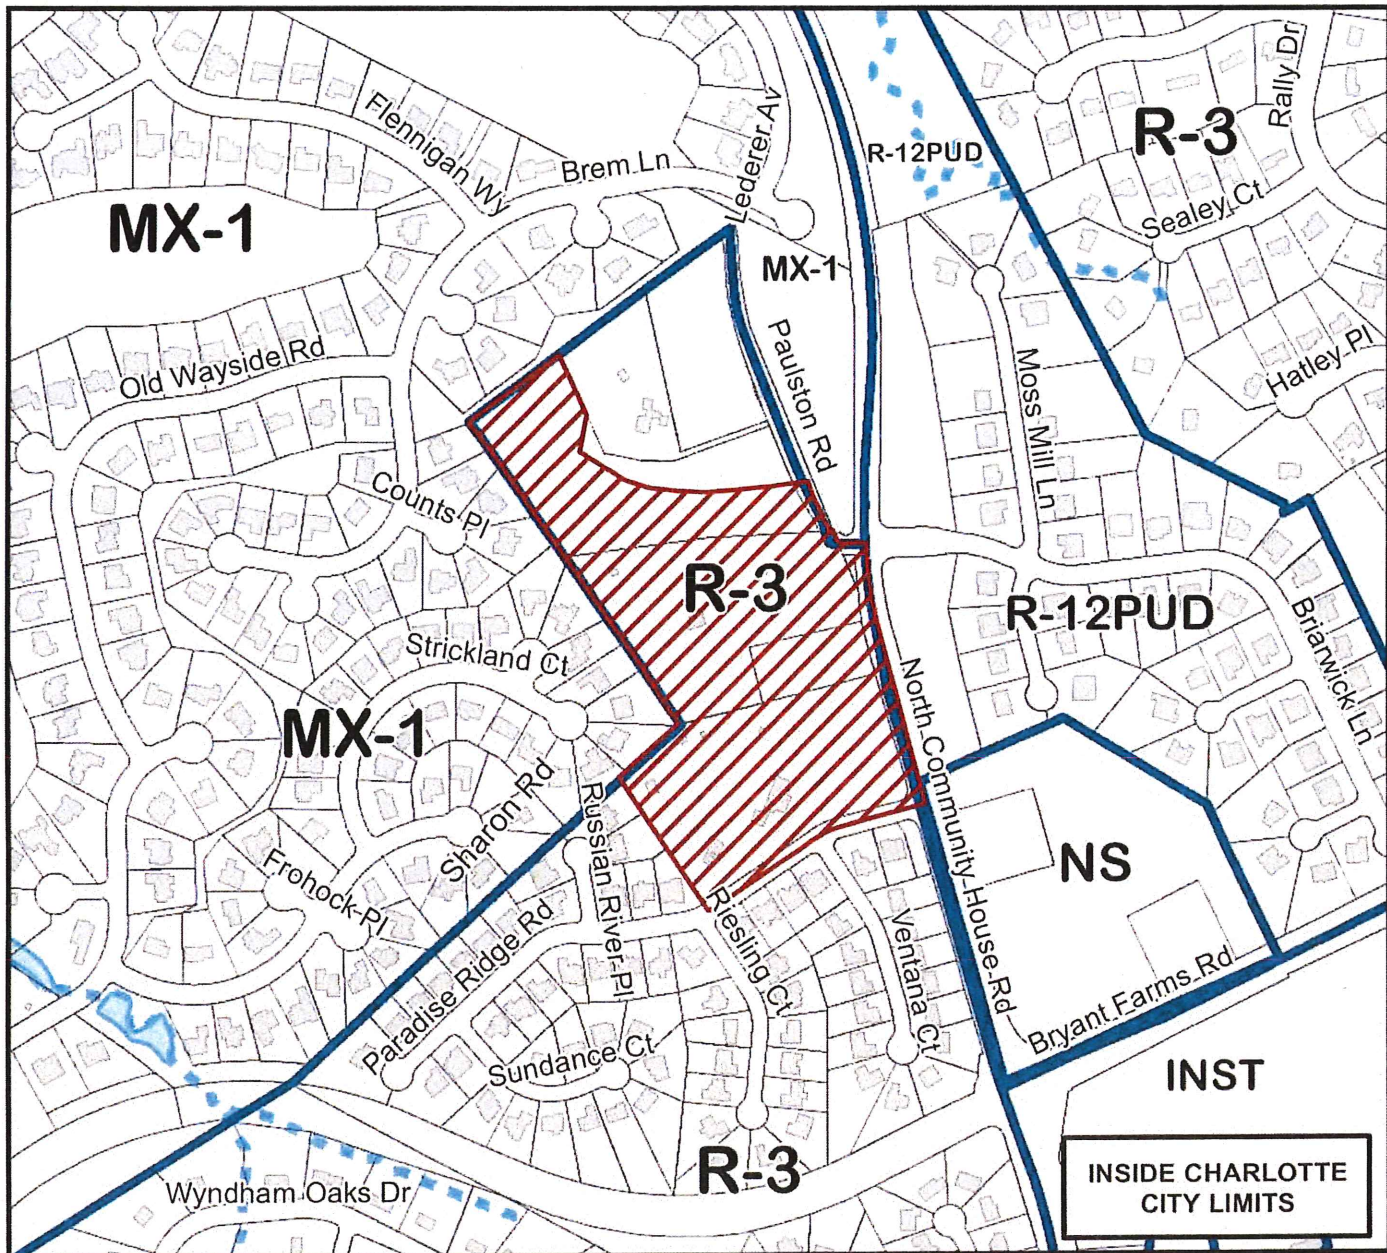 Flennigan Wy
Brem Ln
Lederer Av
R-12PUD
R-3
Rally Dr
Sealey Ct
MX-1
MX-1
Old Wayside Rd
Paulston Rd
Moss Mill Ln
Hatley Pl
Counts Pl
R-3
R-12PUD
Briarwick Ln
Strickland Ct
MX-1
North Community House Rd
Sharon Rd
Russian River Pl
Frohock Pl
NS
Riesling Ct
Ventana Ct
Paradise Ridge Rd
Bryant Farms Rd
Sundance Ct
INST
R-3
Wyndham Oaks Dr
INSIDE CHARLOTTE
CITY LIMITS